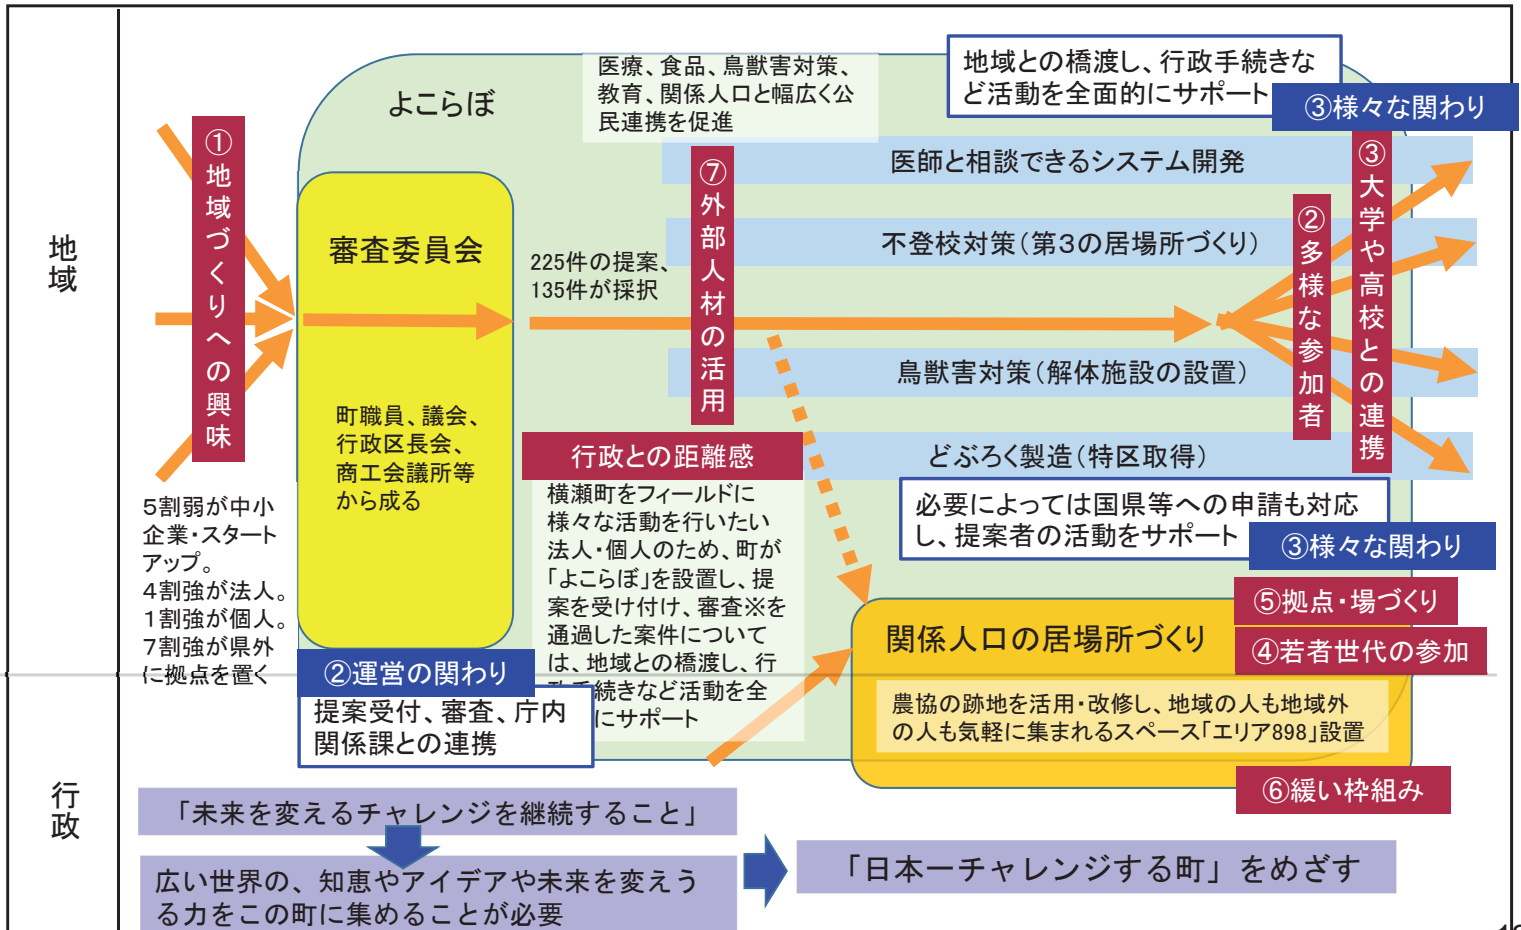 地域
行政
よこらぼ
医療、食品、鳥獣害対策、
教育、関係人口と幅広く公
民連携を促進
地域との橋渡し、行政手続きな
ど活動を全面的にサポート
③様々な関わり
①地域づくりへの興味
審査委員会
町職員、議会、
行政区長会、
商工会議所等
から成る
225件の提案、
135件が採択
⑦外部人材の活用
医師と相談できるシステム開発
不登校対策（第３の居場所づくり）
鳥獣害対策（解体施設の設置）
どぶろく製造（特区取得）
②多様な参加者
③大学や高校との連携
5割弱が中小
企業・スタート
アップ。
4割強が法人。
1割強が個人。
7割強が県外
に拠点を置く
行政との距離感
横瀬町をフィールドに
様々な活動を行いたい
法人・個人のため、町が
「よこらぼ」を設置し、提
案を受け付け、審査※を
通過した案件について
は、地域との橋渡し、行
手続きなど活動を全
にサポート
必要によっては国県等への申請も対応
し、提案者の活動をサポート
③様々な関わり
②運営の関わり
提案受付、審査、庁内
関係課との連携
⑤拠点・場づくり
関係人口の居場所づくり
④若者世代の参加
農協の跡地を活用・改修し、地域の人も地域外
の人も気軽に集まれるスペース「エリア898」設置
⑥緩い枠組み
「未来を変えるチャレンジを継続すること」
広い世界の、知恵やアイデアや未来を変えう
る力をこの町に集めることが必要
「日本一チャレンジする町」をめざす